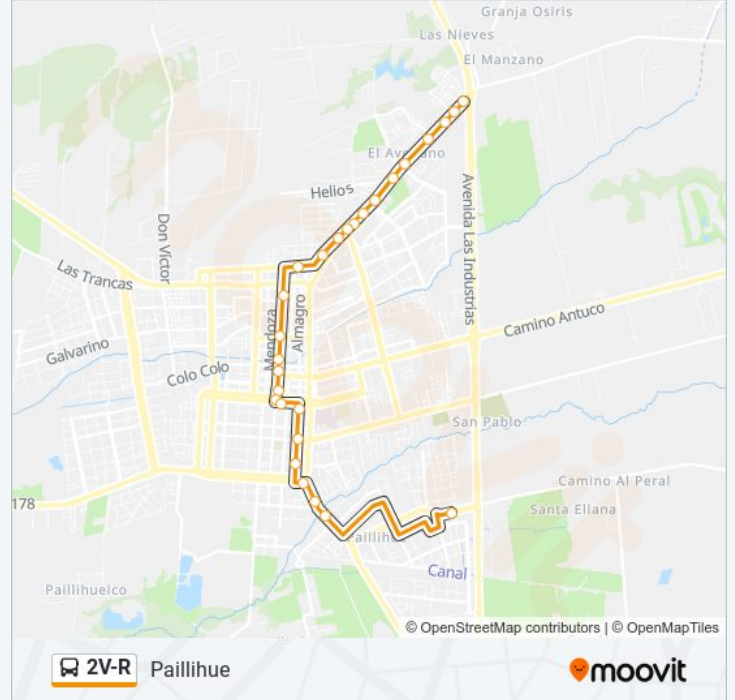 Granja Osiris
Las Nieves
El Manzano
El Avellano
Helios
Avenida Las Industrias
Don Víctor
Las Trancas
Mendoza
Almagro
Camino Antuco
Galvarino
Colo Colo
San Pablo
Camino Al Peral
178
Santa Eliana
Paillihue
Canal
Paillihueico
© OpenStreetMap contributors | © OpenMapTiles
2V-R Paillihue
moovit